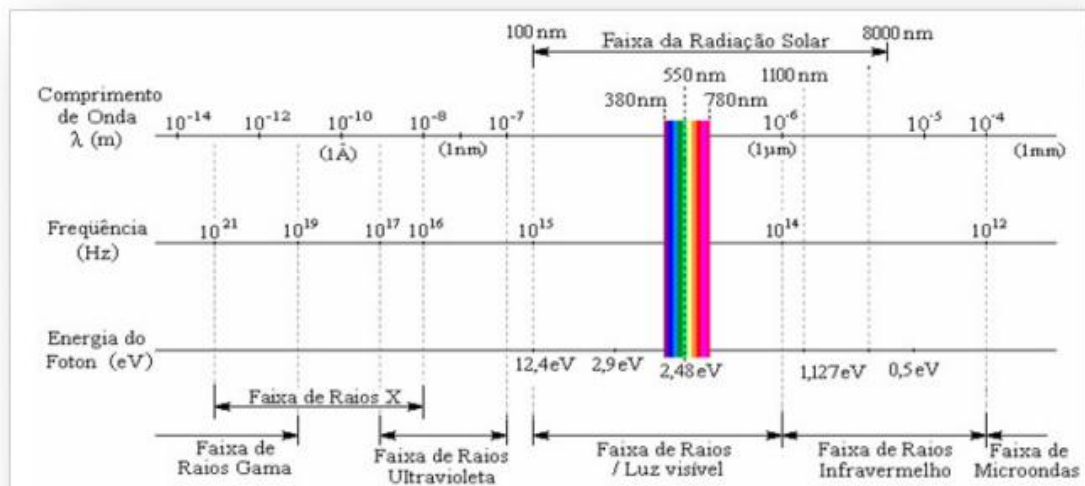 100 nm
Faixa da Radiação Solar
8000 nm
550 nm
1100 nm
380nm
780nm
Comprimento
de Onda
λ (m)
10⁻¹⁴
10⁻¹²
10⁻¹⁰
10⁻⁸
10⁻⁷
10⁻⁶
10⁻⁵
10⁻⁴
(1Å)
(1nm)
(1μm)
(1mm)
Freqüência
(Hz)
10²¹
10¹⁹
10¹⁷
10¹⁶
10¹⁵
10¹⁴
10¹²
Energia do
Foton (eV)
12,4eV
2,9eV
2,48eV
1,127eV
0,5eV
Faixa de Raios X
Faixa de
Raios Gama
Faixa de Raios
Ultravioleta
Faixa de Raios
/ Luz visível
Faixa de Raios
Infravermelho
Faixa de
Microondas